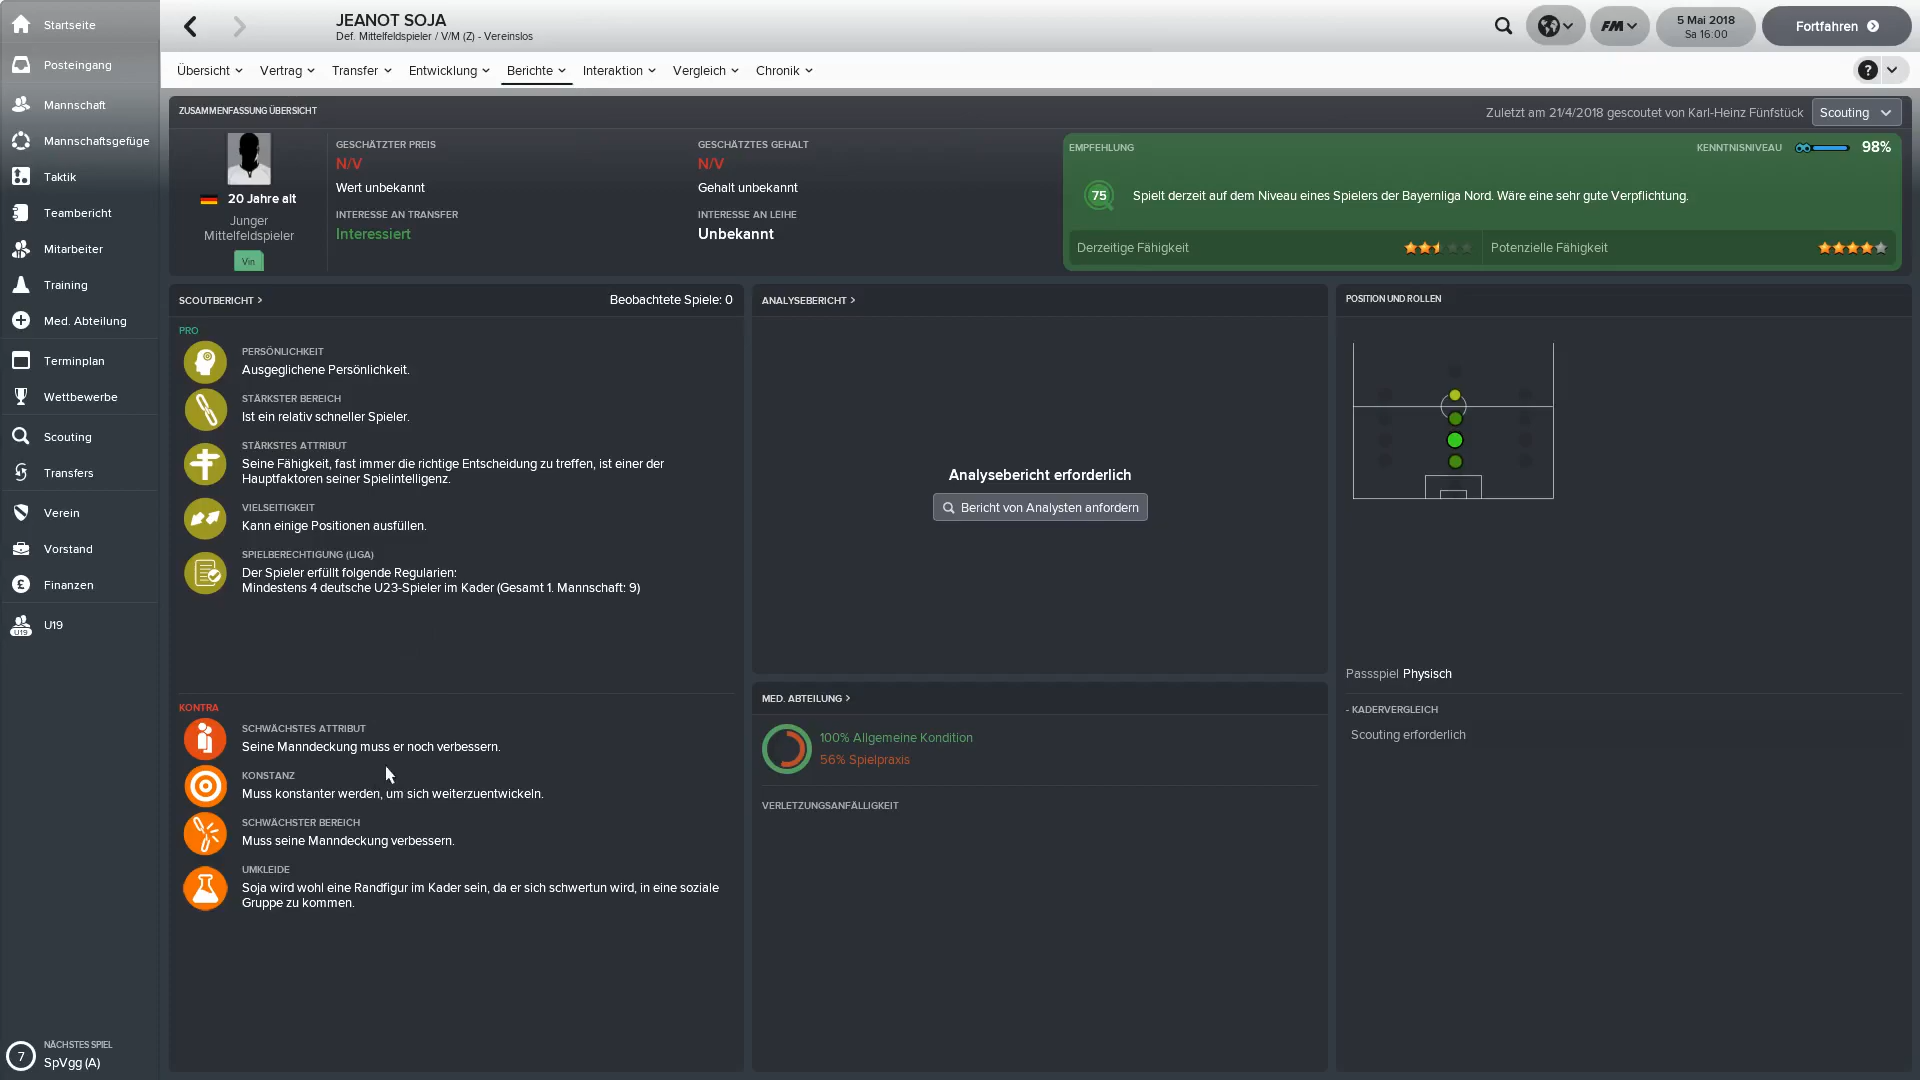 Startseite
Posteingang
Mannschaft
Mannschaftsgefüge
Taktik
Teambericht
Mitarbeiter
Training
Med. Abteilung
Terminplan
Wettbewerbe
Scouting
Transfers
Verein
Vorstand
Finanzen
U19
U19
7
NÄCHSTES SPIEL
SpVgg (A)
JEANOT SOJA
Def. Mittelfeldspieler / V/M (Z) - Vereinslos
FM
5 Mai 2018
Sa 16:00
Fortfahren
Übersicht
Vertrag
Transfer
Entwicklung
Berichte
Interaktion
Vergleich
Chronik
?
ZUSAMMENFASSUNG ÜBERSICHT
Zuletzt am 21/4/2018 gescoutet von Karl-Heinz Fünfstück
Scouting
20 Jahre alt
Junger
Mittelfeldspieler
Vin
GESCHÄTZTER PREIS
N/V
Wert unbekannt
INTERESSE AN TRANSFER
Interessiert
GESCHÄTZTES GEHALT
N/V
Gehalt unbekannt
INTERESSE AN LEIHE
Unbekannt
EMPFEHLUNG
KENNTNISNIVEAU
98%
75
Spielt derzeit auf dem Niveau eines Spielers der Bayernliga Nord. Wäre eine sehr gute Verpflichtung.
Derzeitige Fähigkeit
Potenzielle Fähigkeit
SCOUTBERICHT >
Beobachtete Spiele: 0
PRO
PERSÖNLICHKEIT
Ausgeglichene Persönlichkeit.
STÄRKSTER BEREICH
Ist ein relativ schneller Spieler.
STÄRKSTES ATTRIBUT
Seine Fähigkeit, fast immer die richtige Entscheidung zu treffen, ist einer der
Hauptfaktoren seiner Spielintelligenz.
VIELSEITIGKEIT
Kann einige Positionen ausfüllen.
SPIELBERECHTIGUNG (LIGA)
Der Spieler erfüllt folgende Regularien:
Mindestens 4 deutsche U23-Spieler im Kader (Gesamt 1. Mannschaft: 9)
KONTRA
SCHWÄCHSTES ATTRIBUT
Seine Manndeckung muss er noch verbessern.
KONSTANZ
Muss konstanter werden, um sich weiterzuentwickeln.
SCHWÄCHSTER BEREICH
Muss seine Manndeckung verbessern.
UMKLEIDE
Soja wird wohl eine Randfigur im Kader sein, da er sich schwertun wird, in eine soziale
Gruppe zu kommen.
ANALYSEBERICHT >
Analysebericht erforderlich
Bericht von Analysten anfordern
MED. ABTEILUNG >
100% Allgemeine Kondition
56% Spielpraxis
VERLETZUNGSANFÄLLIGKEIT
POSITION UND ROLLEN
Passspiel Physisch
- KADERVERGLEICH
Scouting erforderlich